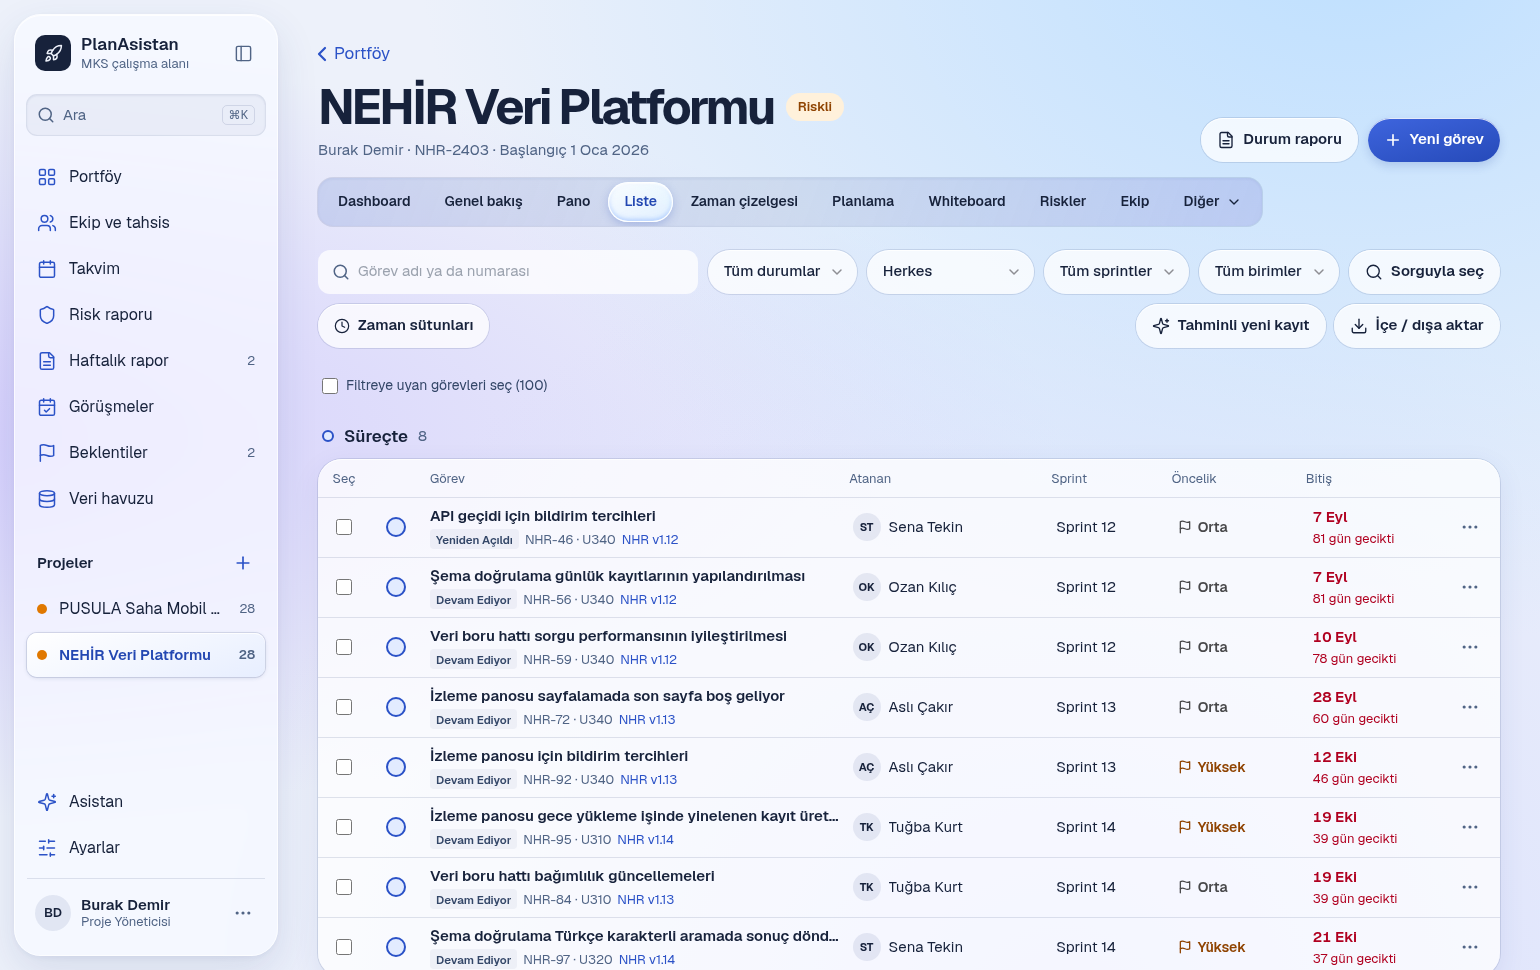 PlanAsistan
MKS çalışma alanı
Ara ⌘K
Portföy
Ekip ve tahsis
Takvim
Risk raporu
Haftalık rapor 2
Görüşmeler
Beklentiler 2
Veri havuzu
Projeler
PUSULA Saha Mobil ... 28
NEHİR Veri Platformu 28
Asistan
Ayarlar
BD Burak Demir
Proje Yöneticisi
Portföy
NEHİR Veri Platformu Riskli
Burak Demir · NHR-2403 · Başlangıç 1 Oca 2026
Durum raporu Yeni görev
Dashboard Genel bakış Pano Liste Zaman çizelgesi Planlama Whiteboard Riskler Ekip Diğer
Görev adı ya da numarası Tüm durumlar Herkes Tüm sprintler Tüm birimler Sorguyla seç
Zaman sütunları Tahminli yeni kayıt İçe / dışa aktar
Filtreye uyan görevleri seç (100)
Süreçte 8
Seç Görev Atanan Sprint Öncelik Bitiş
API geçidi için bildirim tercihleri
Yeniden Açıldı NHR-46 · U340 NHR v1.12
ST Sena Tekin Sprint 12 Orta
7 Eyl
81 gün gecikti
Şema doğrulama günlük kayıtlarının yapılandırılması
Devam Ediyor NHR-56 · U340 NHR v1.12
OK Ozan Kılıç Sprint 12 Orta
7 Eyl
81 gün gecikti
Veri boru hattı sorgu performansının iyileştirilmesi
Devam Ediyor NHR-59 · U340 NHR v1.12
OK Ozan Kılıç Sprint 12 Orta
10 Eyl
78 gün gecikti
İzleme panosu sayfalamada son sayfa boş geliyor
Devam Ediyor NHR-72 · U340 NHR v1.13
AÇ Aslı Çakır Sprint 13 Orta
28 Eyl
60 gün gecikti
İzleme panosu için bildirim tercihleri
Devam Ediyor NHR-92 · U340 NHR v1.13
AÇ Aslı Çakır Sprint 13 Yüksek
12 Eki
46 gün gecikti
İzleme panosu gece yükleme işinde yinelenen kayıt üret...
Devam Ediyor NHR-95 · U310 NHR v1.14
TK Tuğba Kurt Sprint 14 Yüksek
19 Eki
39 gün gecikti
Veri boru hattı bağımlılık güncellemeleri
Devam Ediyor NHR-84 · U310 NHR v1.13
TK Tuğba Kurt Sprint 14 Orta
19 Eki
39 gün gecikti
Şema doğrulama Türkçe karakterli aramada sonuç dönd...
Devam Ediyor NHR-97 · U320 NHR v1.14
ST Sena Tekin Sprint 14 Yüksek
21 Eki
37 gün gecikti